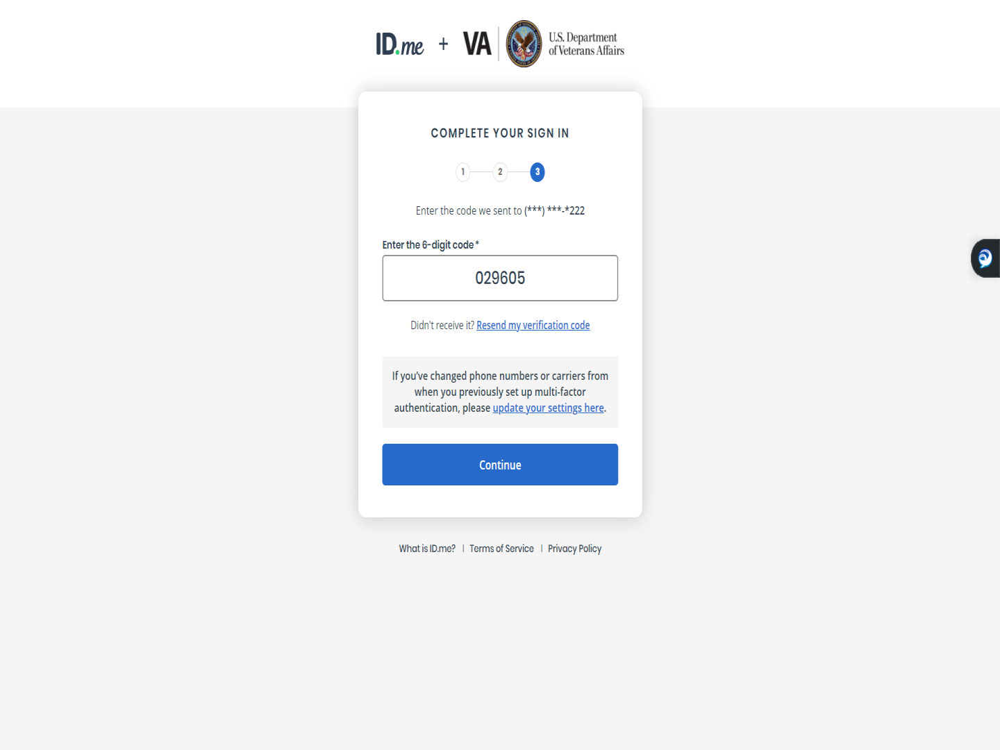 ID.me + VA U.S. Department
of Veterans Affairs
COMPLETE YOUR SIGN IN
1 2 3
Enter the code we sent to (***) ***-*222
Enter the 6-digit code *
029605
Didn't receive it? Resend my verification code
If you've changed phone numbers or carriers from
when you previously set up multi-factor
authentication, please update your settings here.
Continue
What is ID.me? | Terms of Service | Privacy Policy